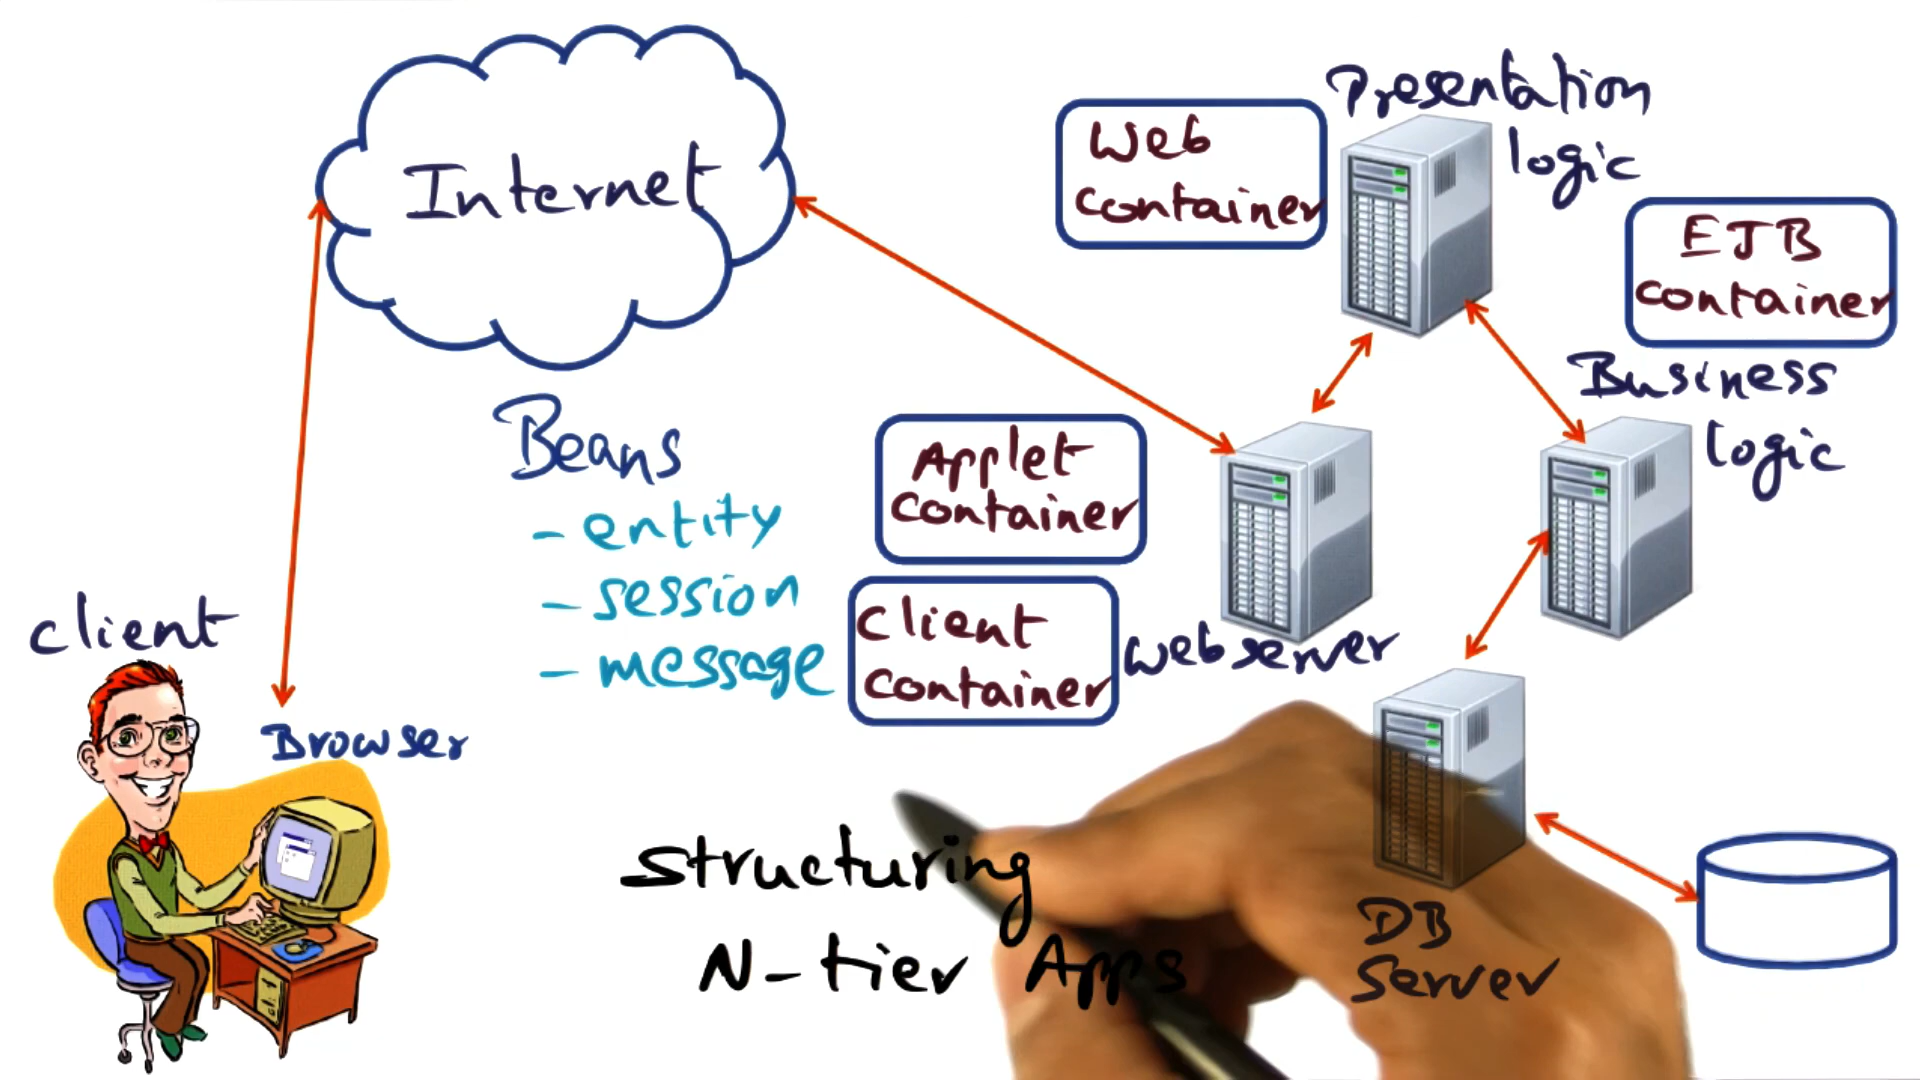 Internet
Presentation
logic
Web
container
EJB
container
Business
logic
Beans
- entity
- session
- message
Applet
container
client
container
web server
client
Browser
structuring
N-tier Apps
DB
Server